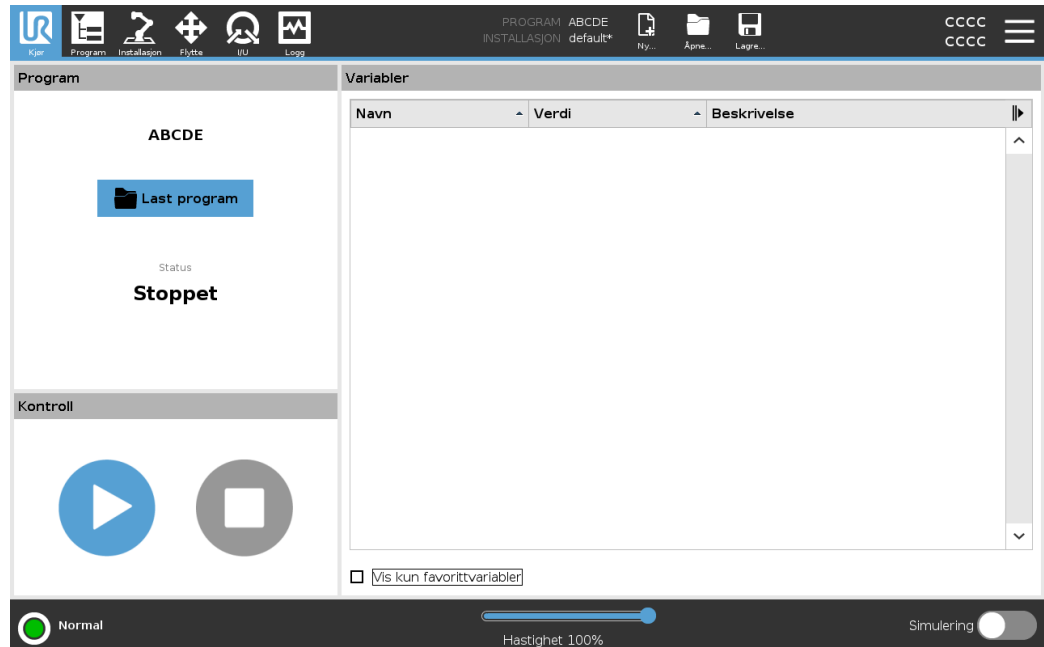 PROGRAM ABCDE
INSTALLASJON default*
CCCC
CCCC
Kjør Program Installasjon Flytte I/U Logg Ny... Åpne... Lagre...
Program
ABCDE
Last program
Status
Stoppet
Kontroll
Variabler
Navn Verdi Beskrivelse
Vis kun favorittvariabler
Normal
Hastighet 100%
Simulering